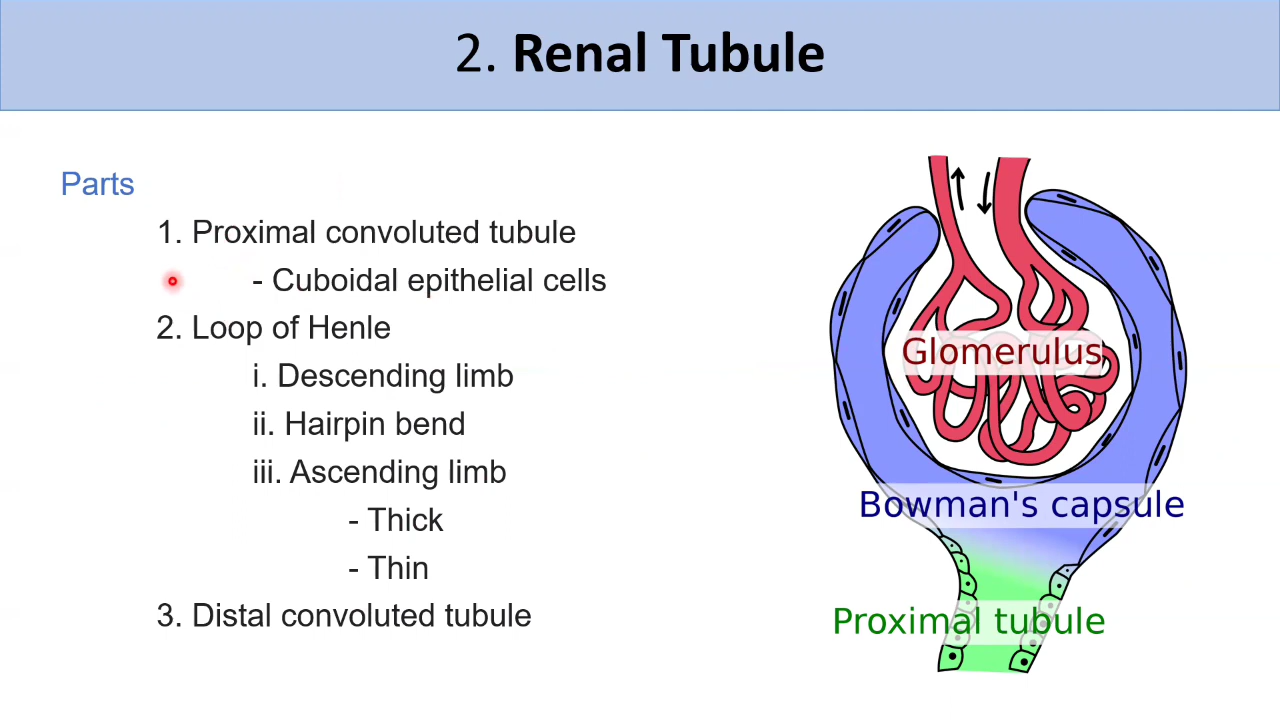 2. Renal Tubule
Parts
1. Proximal convoluted tubule
- Cuboidal epithelial cells
2. Loop of Henle
i. Descending limb
ii. Hairpin bend
iii. Ascending limb
- Thick
- Thin
3. Distal convoluted tubule
Glomerulus
Bowman's capsule
Proximal tubule